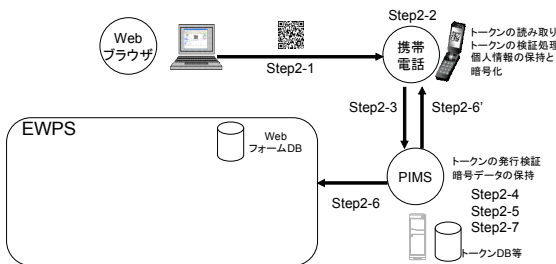 Step2-2
Web
ブラウザ
携帯
電話
トークンの読み取り
トークンの検証処理
個人情報の保持と
暗号化
Step2-1
Step2-3
Step2-6’
EWPS
Web
フォームDB
PIMS
トークンの発行検証
暗号データの保持
Step2-6
Step2-4
Step2-5
Step2-7
トークンDB等